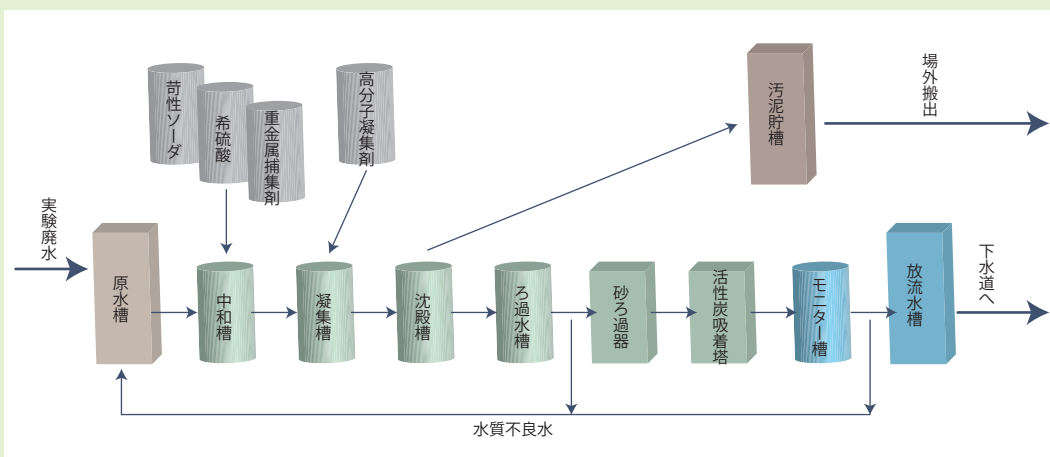 苛性ソーダ
希硫酸
重金属捕集剤
高分子凝集剤
汚泥貯槽
場外搬出
実験廃水
原水槽
中和槽
凝集槽
沈殿槽
ろ過水槽
砂ろ過器
活性炭吸着塔
モニター槽
放流水槽
下水道へ
水質不良水